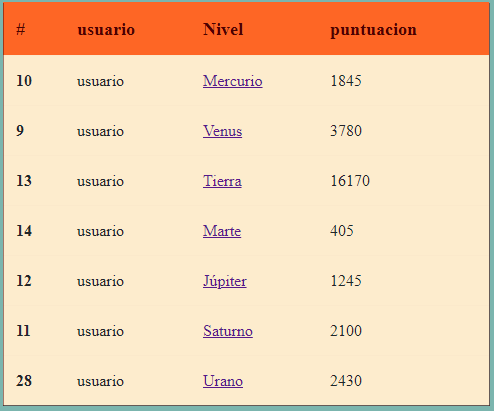 # usuario Nivel puntuacion
10 usuario Mercurio 1845
9 usuario Venus 3780
13 usuario Tierra 16170
14 usuario Marte 405
12 usuario Júpiter 1245
11 usuario Saturno 2100
28 usuario Urano 2430